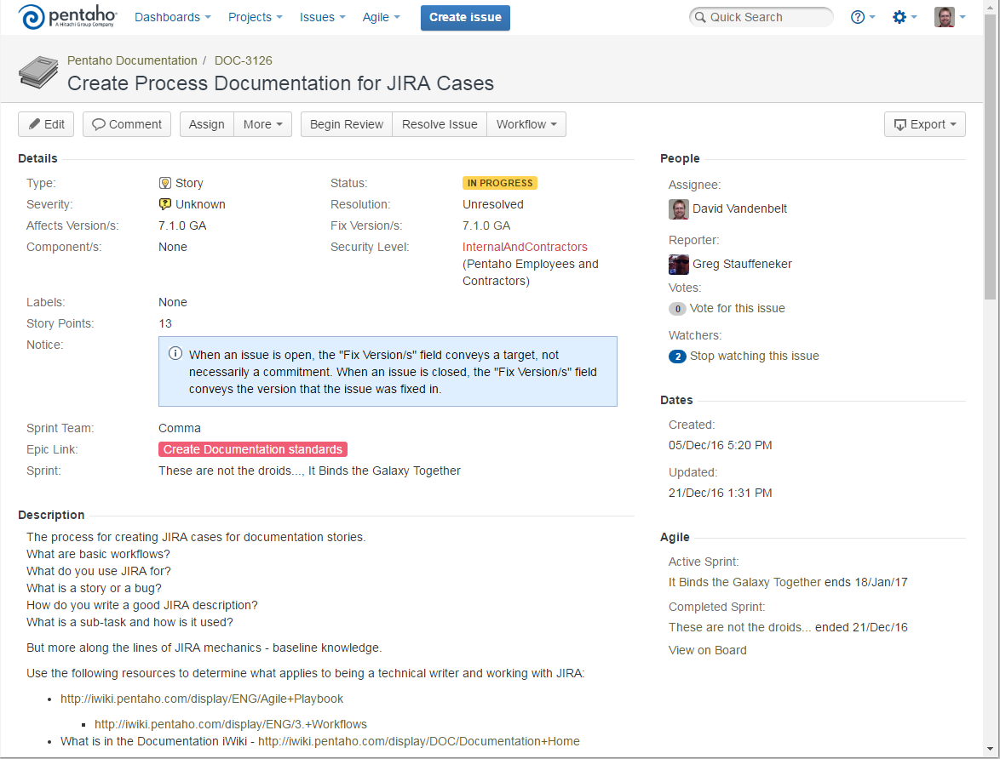 pentaho
A Hitachi Group Company
Dashboards Projects Issues Agile Create issue Quick Search
Pentaho Documentation / DOC-3126
Create Process Documentation for JIRA Cases
Edit Comment Assign More Begin Review Resolve Issue Workflow Export
Details
Type: Story Status: IN PROGRESS
Severity: Unknown Resolution: Unresolved
Affects Version/s: 7.1.0 GA Fix Version/s: 7.1.0 GA
Component/s: None Security Level: InternalAndContractors
(Pentaho Employees and
Contractors)
Labels: None
Story Points: 13
Notice: When an issue is open, the "Fix Version/s" field conveys a target, not
necessarily a commitment. When an issue is closed, the "Fix Version/s" field
conveys the version that the issue was fixed in.
Sprint Team: Comma
Epic Link: Create Documentation standards
Sprint: These are not the droids..., It Binds the Galaxy Together
Description
The process for creating JIRA cases for documentation stories.
What are basic workflows?
What do you use JIRA for?
What is a story or a bug?
How do you write a good JIRA description?
What is a sub-task and how is it used?
But more along the lines of JIRA mechanics - baseline knowledge.
Use the following resources to determine what applies to being a technical writer and working with JIRA:
• http://iwiki.pentaho.com/display/ENG/Agile+Playbook
▪ http://iwiki.pentaho.com/display/ENG/3.+Workflows
• What is in the Documentation iWiki - http://iwiki.pentaho.com/display/DOC/Documentation+Home
People
Assignee:
David Vandenbelt
Reporter:
Greg Stauffeneker
Votes:
0 Vote for this issue
Watchers:
2 Stop watching this issue
Dates
Created:
05/Dec/16 5:20 PM
Updated:
21/Dec/16 1:31 PM
Agile
Active Sprint:
It Binds the Galaxy Together ends 18/Jan/17
Completed Sprint:
These are not the droids... ended 21/Dec/16
View on Board